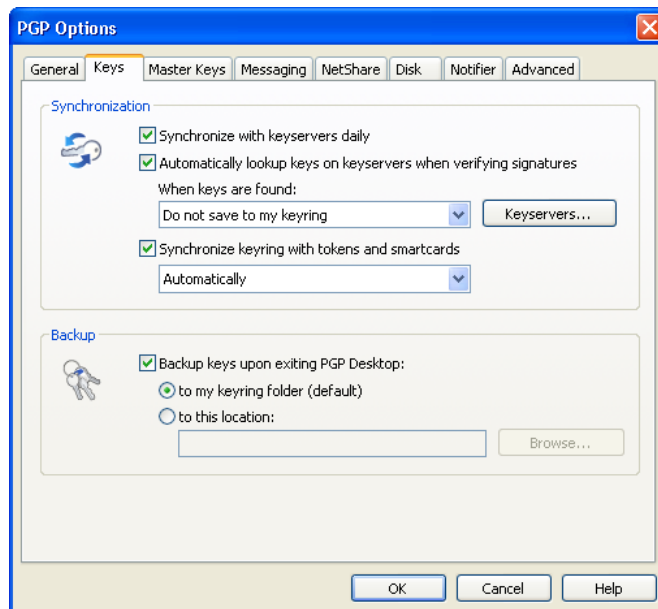 PGP Options
General Keys Master Keys Messaging NetShare Disk Notifier Advanced
Synchronization
Synchronize with keyservers daily
Automatically lookup keys on keyservers when verifying signatures
When keys are found:
Do not save to my keyring Keyservers...
Synchronize keyring with tokens and smartcards
Automatically
Backup
Backup keys upon exiting PGP Desktop:
to my keyring folder (default)
to this location:
Browse...
OK Cancel Help